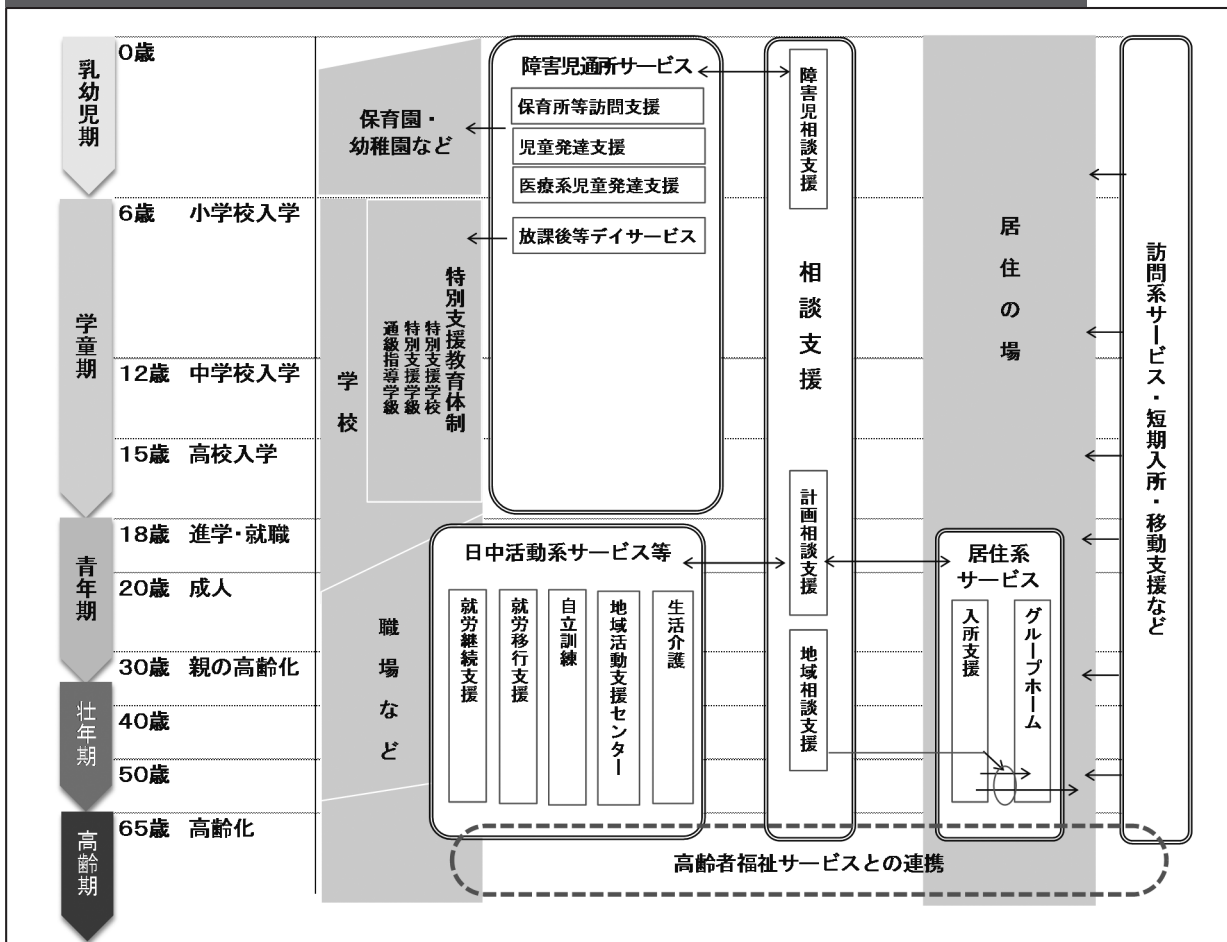 乳幼児期
学童期
青年期
壮年期
高齢期
0歳
6歳 小学校入学
12歳 中学校入学
15歳 高校入学
18歳 進学・就職
20歳 成人
30歳 親の高齢化
40歳
50歳
65歳 高齢化
保育園・
幼稚園など
学校
特別支援教育体制
特別支援学校
特別支援学級
通級指導学級
職場など
障害児通所サービス
保育所等訪問支援
児童発達支援
医療系児童発達支援
放課後等デイサービス
日中活動系サービス等
就労継続支援
就労移行支援
自立訓練
地域活動支援センター
生活介護
障害児相談支援
相談支援
計画相談支援
地域相談支援
居住の場
居住系
サービス
入所支援
グループホーム
訪問系サービス・短期入所・移動支援など
高齢者福祉サービスとの連携